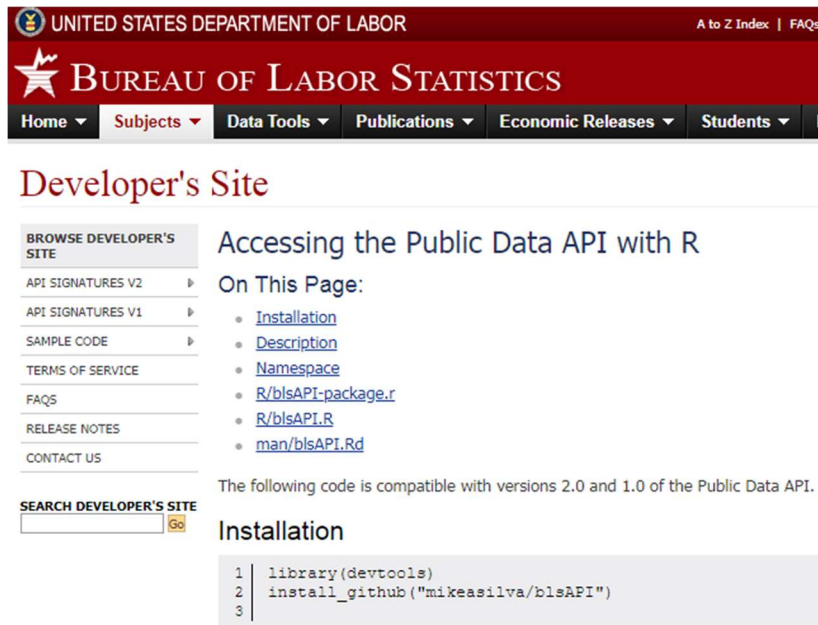 UNITED STATES DEPARTMENT OF LABOR
A to Z Index | FAQs
BUREAU OF LABOR STATISTICS
Home Subjects Data Tools Publications Economic Releases Students
Developer's Site
BROWSE DEVELOPER'S
SITE
API SIGNATURES V2
API SIGNATURES V1
SAMPLE CODE
TERMS OF SERVICE
FAQS
RELEASE NOTES
CONTACT US
SEARCH DEVELOPER'S SITE
Go
Accessing the Public Data API with R
On This Page:
Installation
Description
Namespace
R/blsAPI-package.r
R/blsAPI.R
man/blsAPI.Rd
The following code is compatible with versions 2.0 and 1.0 of the Public Data API.
Installation
1 library(devtools)
2 install_github("mikeasilva/blsAPI")
3